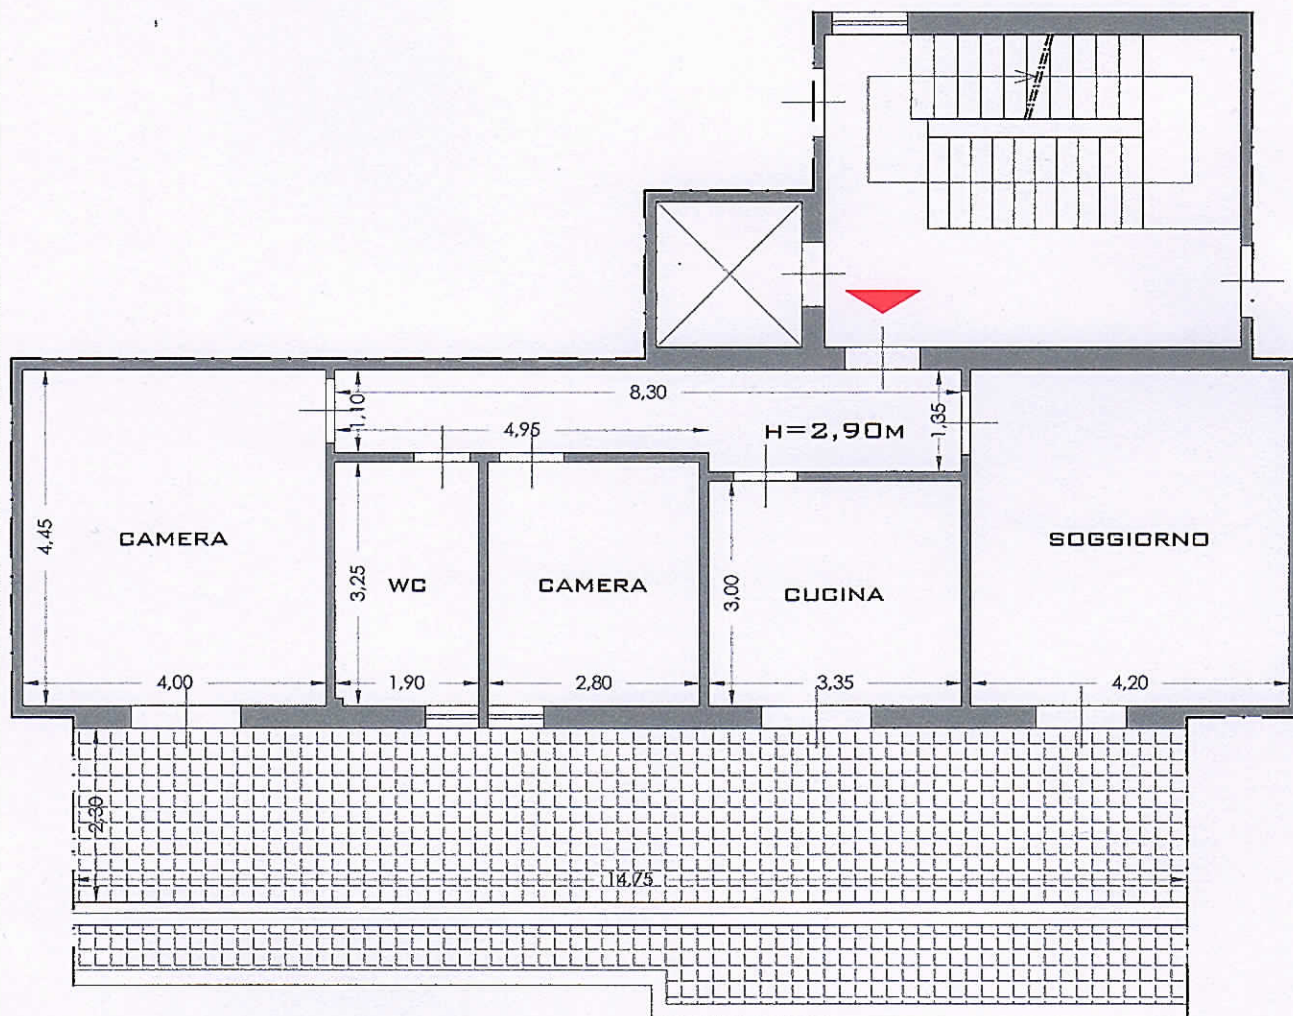 8,30
1,10
4,95
H=2,90M
1,35
4,45
CAMERA
3,25
WC
CAMERA
3,00
CUCINA
SOGGIORNO
4,00
1,90
2,80
3,35
4,20
2,30
14,75